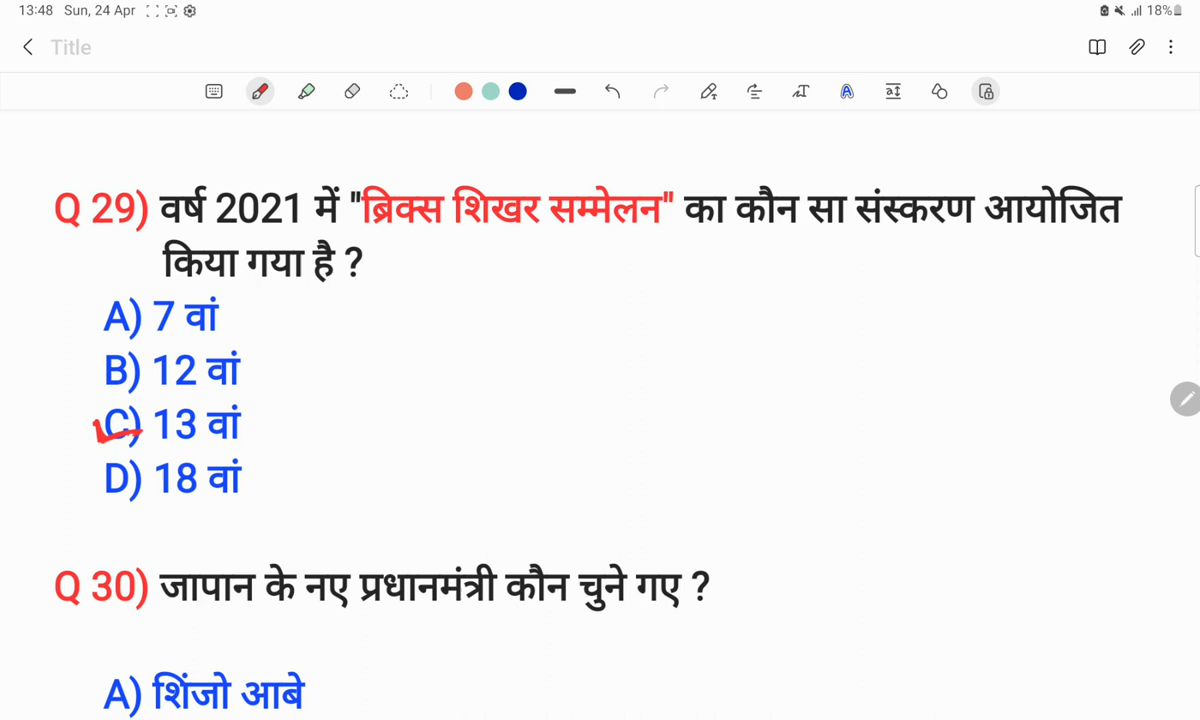 13:48 Sun, 24 Apr 18%
Title
Q 29) वर्ष 2021 में "ब्रिक्स शिखर सम्मेलन" का कौन सा संस्करण आयोजित
किया गया है ?
A) 7 वां
B) 12 वां
C) 13 वां
D) 18 वां
Q 30) जापान के नए प्रधानमंत्री कौन चुने गए ?
A) शिंजो आबे